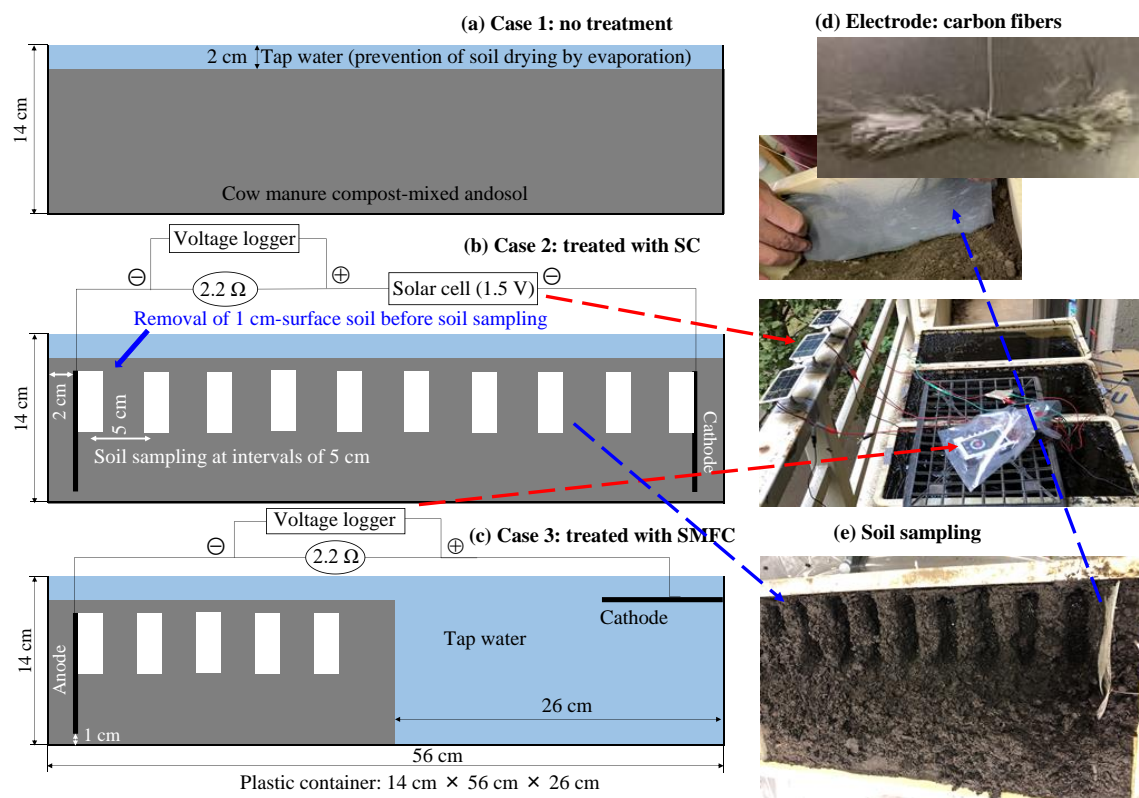 (a) Case 1: no treatment
2 cm
Tap water (prevention of soil drying by evaporation)
14 cm
Cow manure compost-mixed andosol
Voltage logger
(b) Case 2: treated with SC
⊖
⊕
⊖
2.2 Ω
Solar cell (1.5 V)
Removal of 1 cm-surface soil before soil sampling
14 cm
2 cm
5 cm
Soil sampling at intervals of 5 cm
Cathode
Voltage logger
(c) Case 3: treated with SMFC
⊖
⊕
2.2 Ω
14 cm
Anode
Cathode
Tap water
26 cm
1 cm
56 cm
Plastic container: 14 cm × 56 cm × 26 cm
(d) Electrode: carbon fibers
(e) Soil sampling